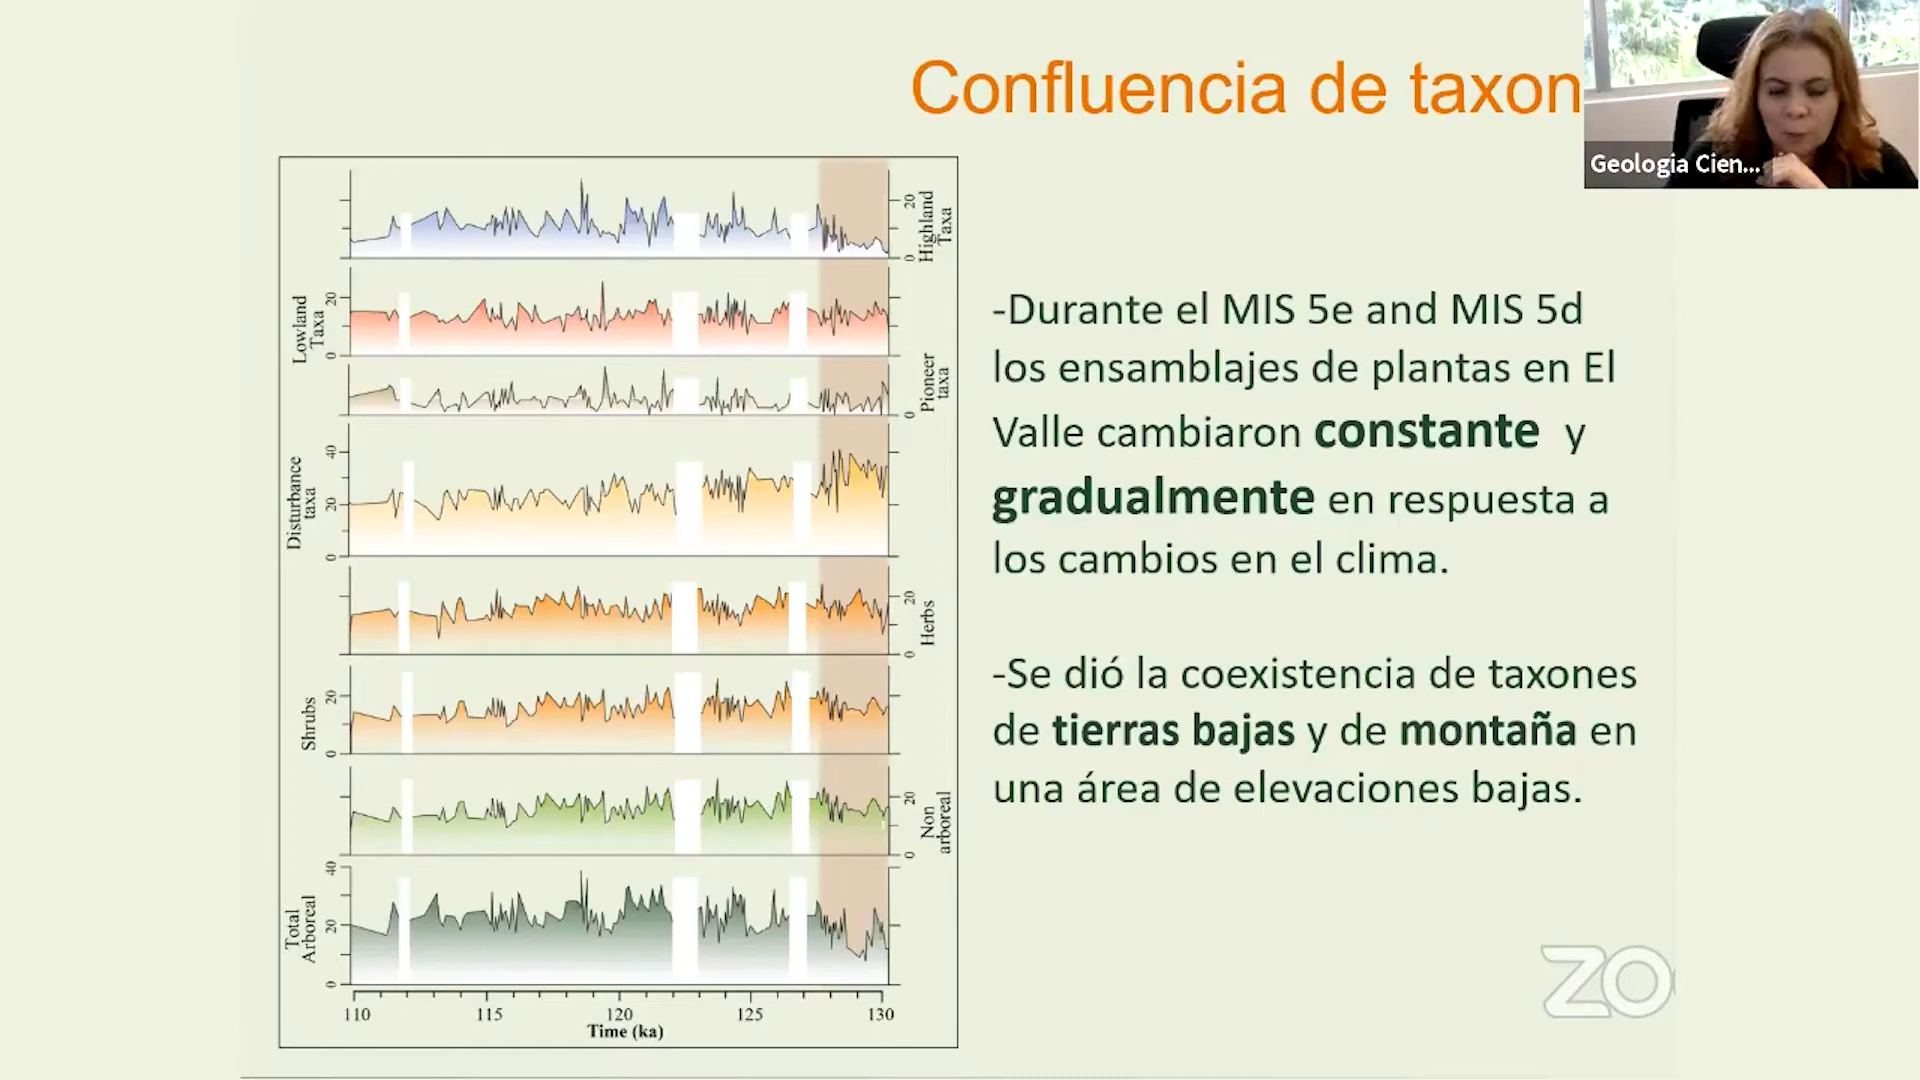 Confluencia de taxon
Geologia Cien...
-Durante el MIS 5e and MIS 5d
los ensamblajes de plantas en El
Valle cambiaron constante y
gradualmente en respuesta a
los cambios en el clima.
-Se dió la coexistencia de taxones
de tierras bajas y de montaña en
una área de elevaciones bajas.
20
0
Highland
Taxa
20
0
Lowland
Taxa
0
Pioneer
taxa
40
20
0
Disturbance
taxa
20
0
Herbs
20
0
Shrubs
20
0
Non
arboreal
40
20
0
Total
Arboreal
110
115
120
125
130
Time (ka)
ZO